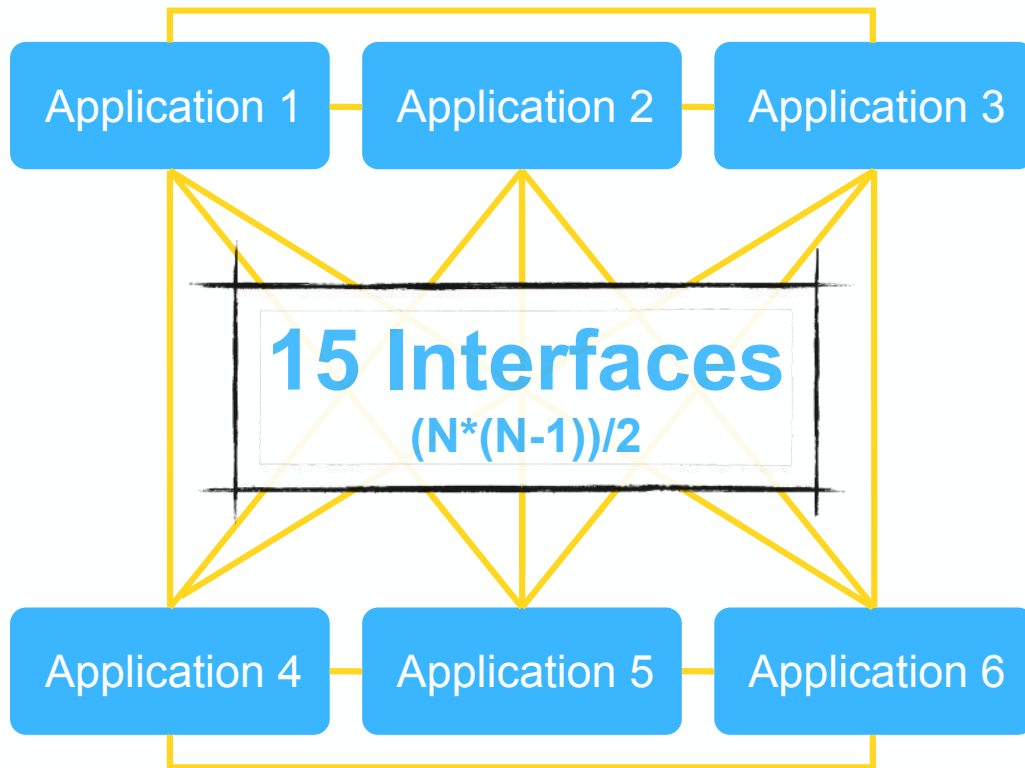 Application 1
Application 2
Application 3
15 Interfaces
(N*(N-1))/2
Application 4
Application 5
Application 6